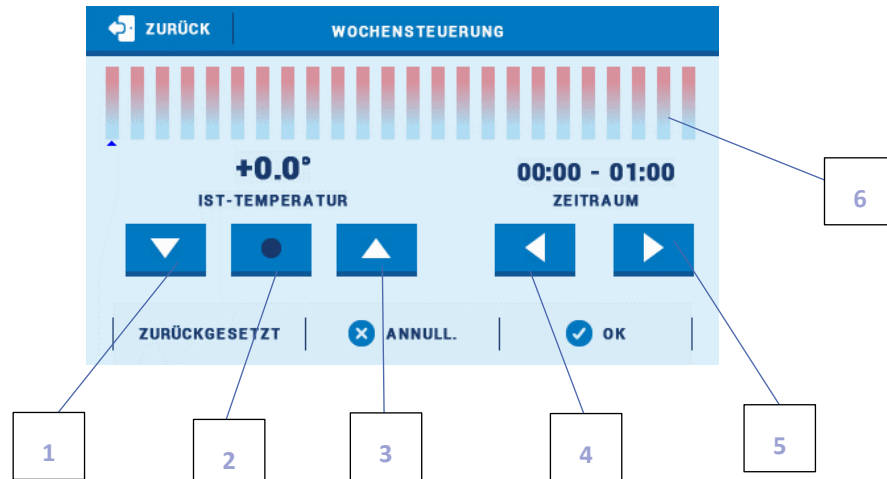 ZURÜCK WOCHENSTEUERUNG
+0.0° 00:00 - 01:00
IST-TEMPERATUR ZEITRAUM
6
ZURÜCKGESETZT ANNULL. OK
1 2 3 4 5